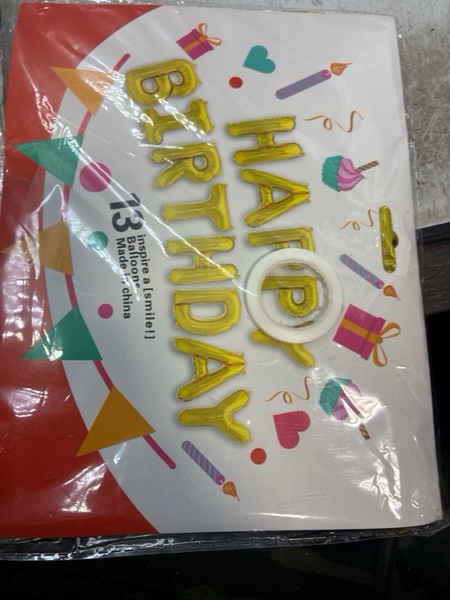 HAPPY
BIRTHDAY
13
inspire a [smile!]
Balloons
Made in china